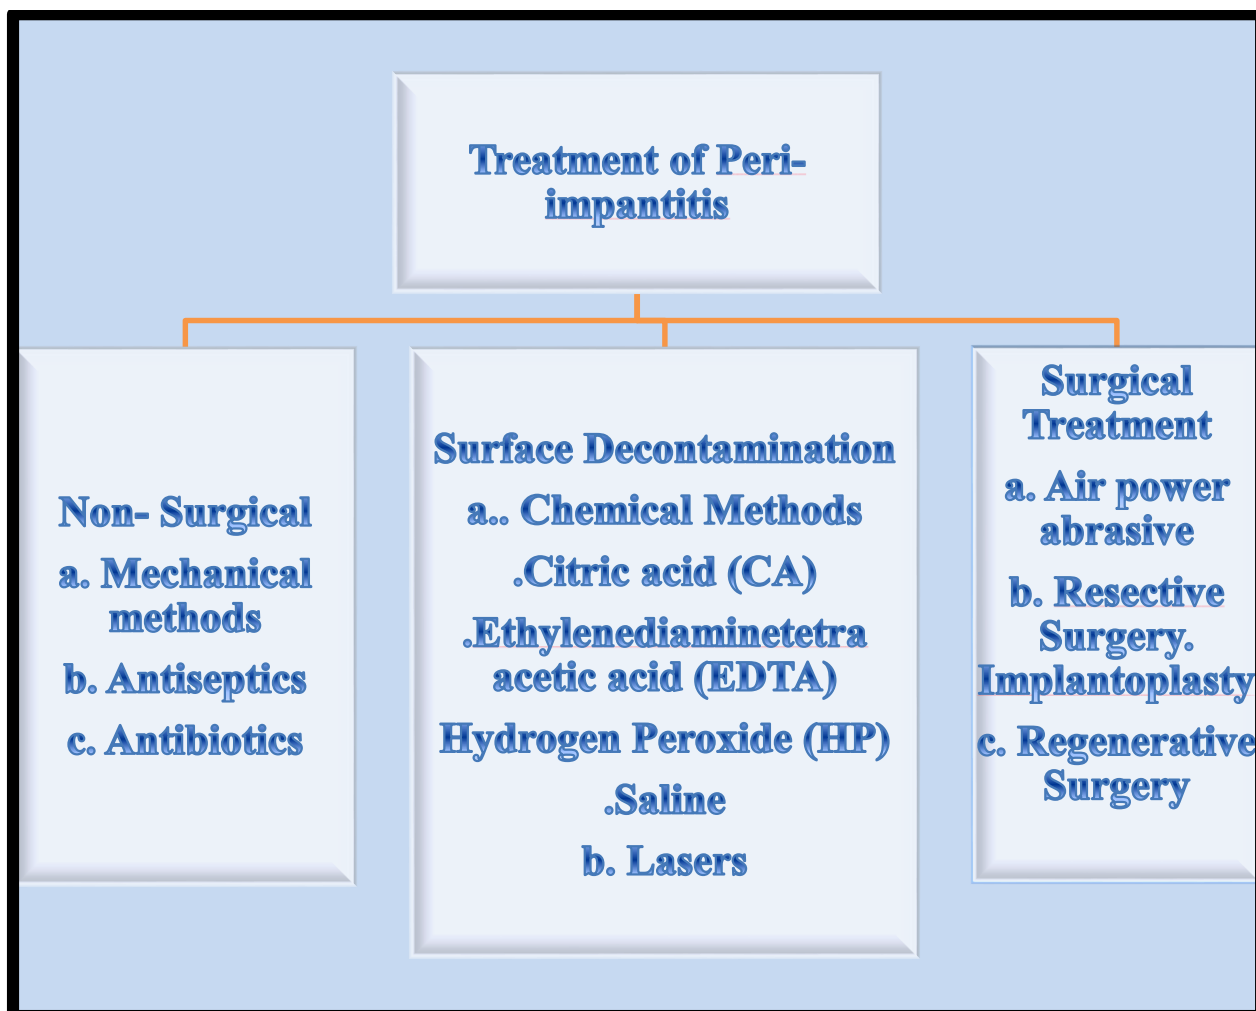 Treatment of Peri-
impantitis
Non- Surgical
a. Mechanical
methods
b. Antiseptics
c. Antibiotics
Surface Decontamination
a.. Chemical Methods
.Citric acid (CA)
.Ethylenediaminetetra
acetic acid (EDTA)
Hydrogen Peroxide (HP)
.Saline
b. Lasers
Surgical
Treatment
a. Air power
abrasive
b. Resective
Surgery.
Implantoplasty
c. Regenerative
Surgery